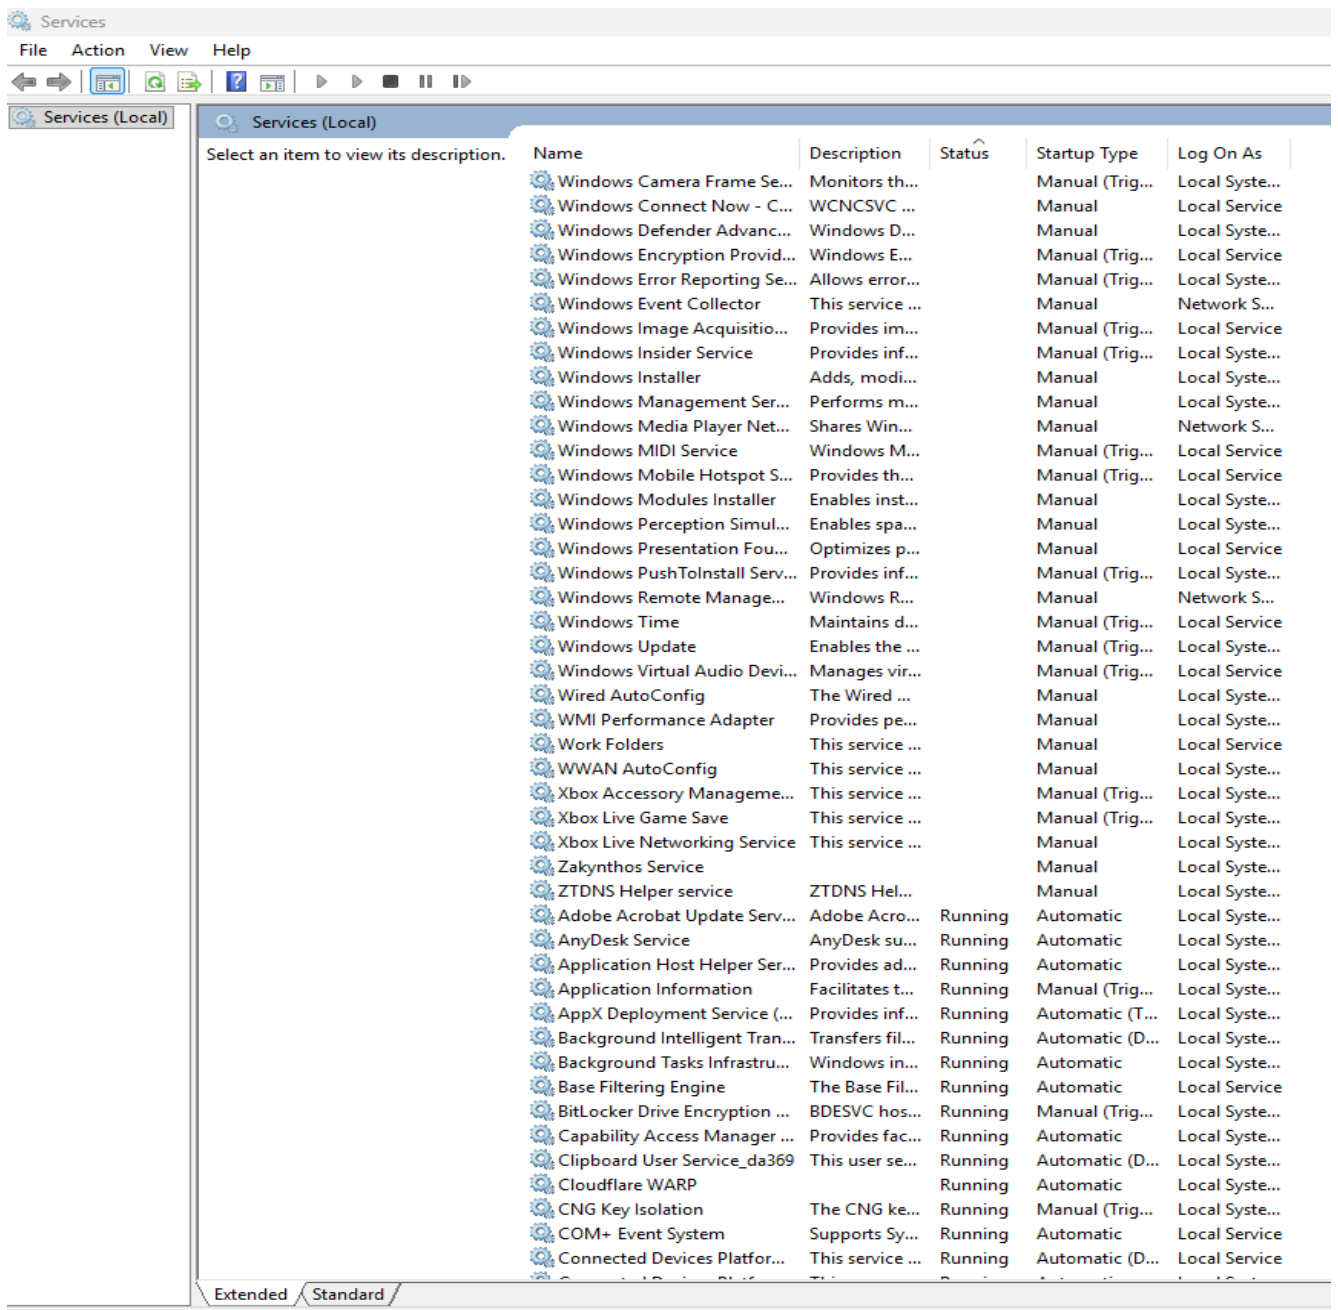 Services
File Action View Help
Services (Local)
Services (Local)
Select an item to view its description.
Name Description Status Startup Type Log On As
Windows Camera Frame Se... Monitors th... Manual (Trig... Local Syste...
Windows Connect Now - C... WCNCSVC ... Manual Local Service
Windows Defender Advanc... Windows D... Manual Local Syste...
Windows Encryption Provid... Windows E... Manual (Trig... Local Service
Windows Error Reporting Se... Allows error... Manual (Trig... Local Syste...
Windows Event Collector This service ... Manual Network S...
Windows Image Acquisitio... Provides im... Manual (Trig... Local Service
Windows Insider Service Provides inf... Manual (Trig... Local Syste...
Windows Installer Adds, modi... Manual Local Syste...
Windows Management Ser... Performs m... Manual Local Syste...
Windows Media Player Net... Shares Win... Manual Network S...
Windows MIDI Service Windows M... Manual (Trig... Local Service
Windows Mobile Hotspot S... Provides th... Manual (Trig... Local Service
Windows Modules Installer Enables inst... Manual Local Syste...
Windows Perception Simul... Enables spa... Manual Local Syste...
Windows Presentation Fou... Optimizes p... Manual Local Service
Windows PushToInstall Serv... Provides inf... Manual (Trig... Local Syste...
Windows Remote Manage... Windows R... Manual Network S...
Windows Time Maintains d... Manual (Trig... Local Service
Windows Update Enables the ... Manual (Trig... Local Syste...
Windows Virtual Audio Devi... Manages vir... Manual (Trig... Local Service
Wired AutoConfig The Wired ... Manual Local Syste...
WMI Performance Adapter Provides pe... Manual Local Syste...
Work Folders This service ... Manual Local Service
WWAN AutoConfig This service ... Manual Local Syste...
Xbox Accessory Manageme... This service ... Manual (Trig... Local Syste...
Xbox Live Game Save This service ... Manual (Trig... Local Syste...
Xbox Live Networking Service This service ... Manual Local Syste...
Zakynthos Service Manual Local Syste...
ZTDNS Helper service ZTDNS Hel... Manual Local Syste...
Adobe Acrobat Update Serv... Adobe Acro... Running Automatic Local Syste...
AnyDesk Service AnyDesk su... Running Automatic Local Syste...
Application Host Helper Ser... Provides ad... Running Automatic Local Syste...
Application Information Facilitates t... Running Manual (Trig... Local Syste...
AppX Deployment Service (... Provides inf... Running Automatic (T... Local Syste...
Background Intelligent Tran... Transfers fil... Running Automatic (D... Local Syste...
Background Tasks Infrastru... Windows in... Running Automatic Local Syste...
Base Filtering Engine The Base Fil... Running Automatic Local Service
BitLocker Drive Encryption ... BDESVC hos... Running Manual (Trig... Local Syste...
Capability Access Manager ... Provides fac... Running Automatic Local Syste...
Clipboard User Service_da369 This user se... Running Automatic (D... Local Syste...
Cloudflare WARP Running Automatic Local Syste...
CNG Key Isolation The CNG ke... Running Manual (Trig... Local Syste...
COM+ Event System Supports Sy... Running Automatic Local Service
Connected Devices Platfor... This service ... Running Automatic (D... Local Service
Extended Standard